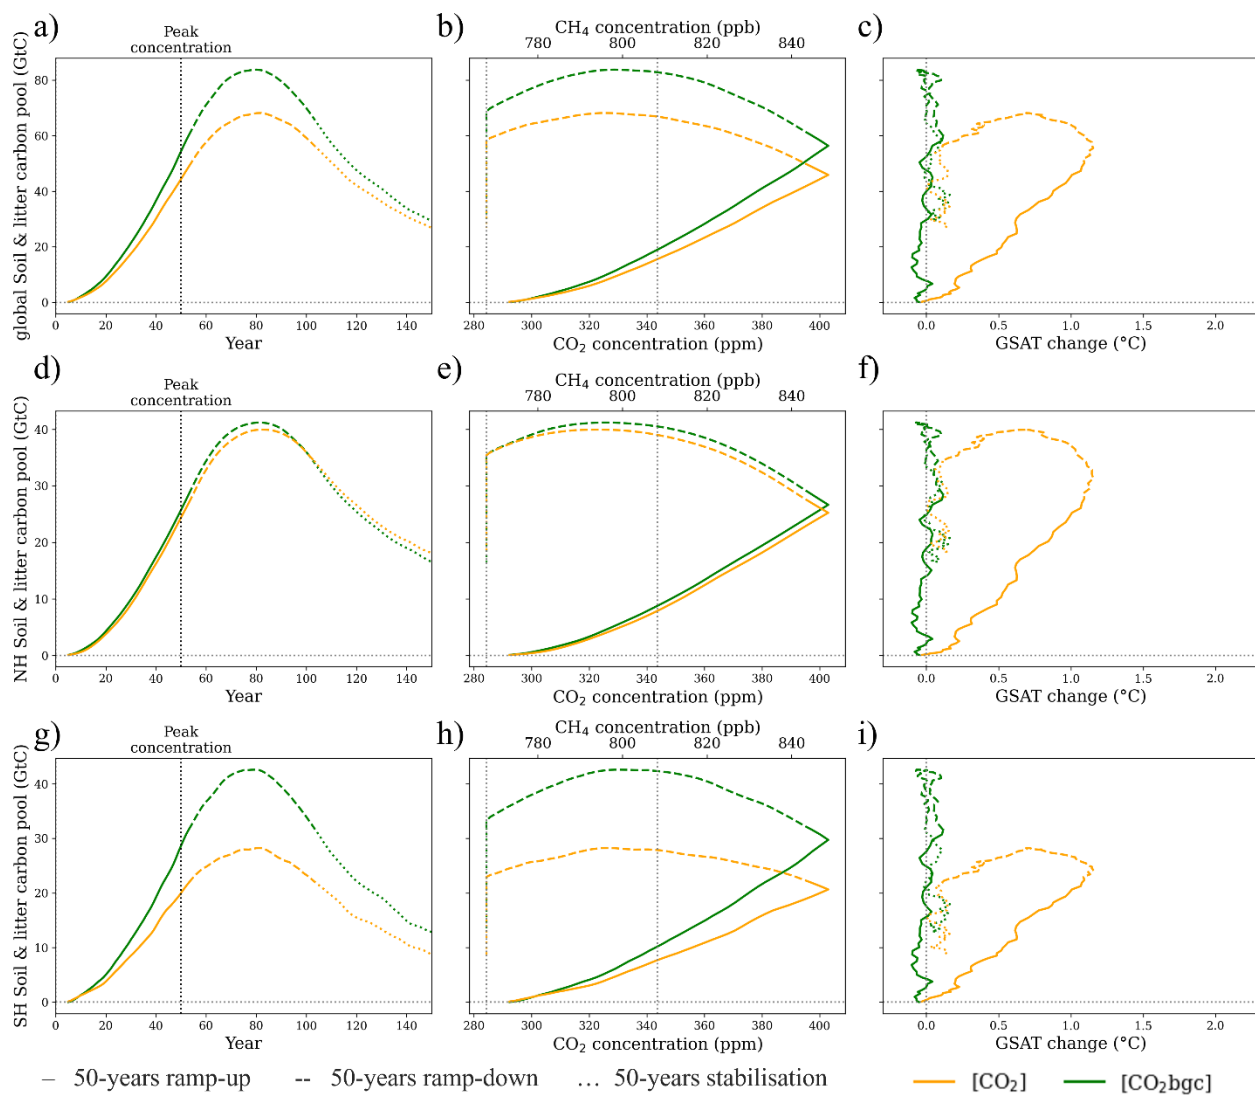 a)
Peak
concentration
global Soil & litter carbon pool (GtC)
80
60
40
20
0
0 20 40 60 80 100 120 140
Year
b)
CH4 concentration (ppb)
780 800 820 840
280 300 320 340 360 380 400
CO2 concentration (ppm)
c)
0.0 0.5 1.0 1.5 2.0
GSAT change (°C)
d)
Peak
concentration
NH Soil & litter carbon pool (GtC)
40
30
20
10
0
0 20 40 60 80 100 120 140
Year
e)
CH4 concentration (ppb)
780 800 820 840
280 300 320 340 360 380 400
CO2 concentration (ppm)
f)
0.0 0.5 1.0 1.5 2.0
GSAT change (°C)
g)
Peak
concentration
SH Soil & litter carbon pool (GtC)
40
30
20
10
0
0 20 40 60 80 100 120 140
Year
h)
CH4 concentration (ppb)
780 800 820 840
280 300 320 340 360 380 400
CO2 concentration (ppm)
i)
0.0 0.5 1.0 1.5 2.0
GSAT change (°C)
– 50-years ramp-up -- 50-years ramp-down … 50-years stabilisation [CO2] [CO2bgc]